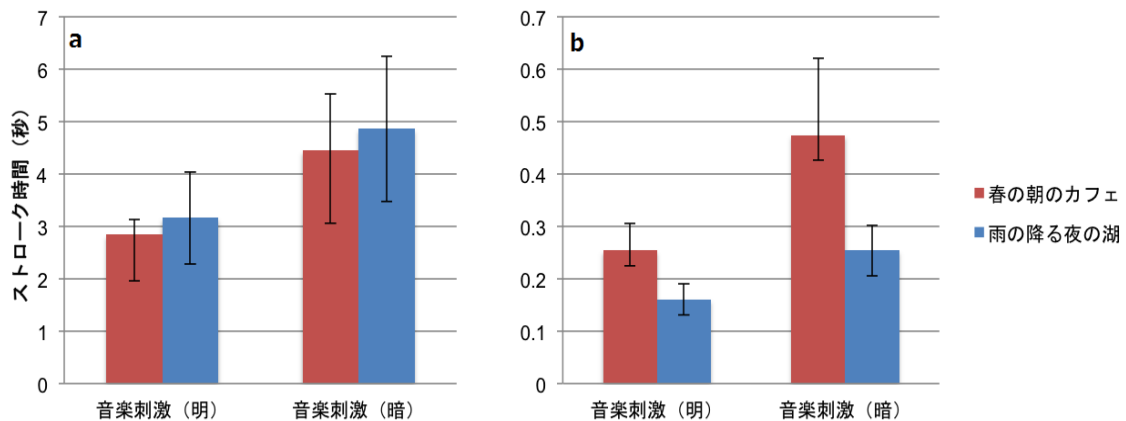 a
7
6
5
4
3
2
1
0
ストローク時間（秒）
音楽刺激（明）
音楽刺激（暗）
b
0.7
0.6
0.5
0.4
0.3
0.2
0.1
0
音楽刺激（明）
音楽刺激（暗）
春の朝のカフェ
雨の降る夜の湖